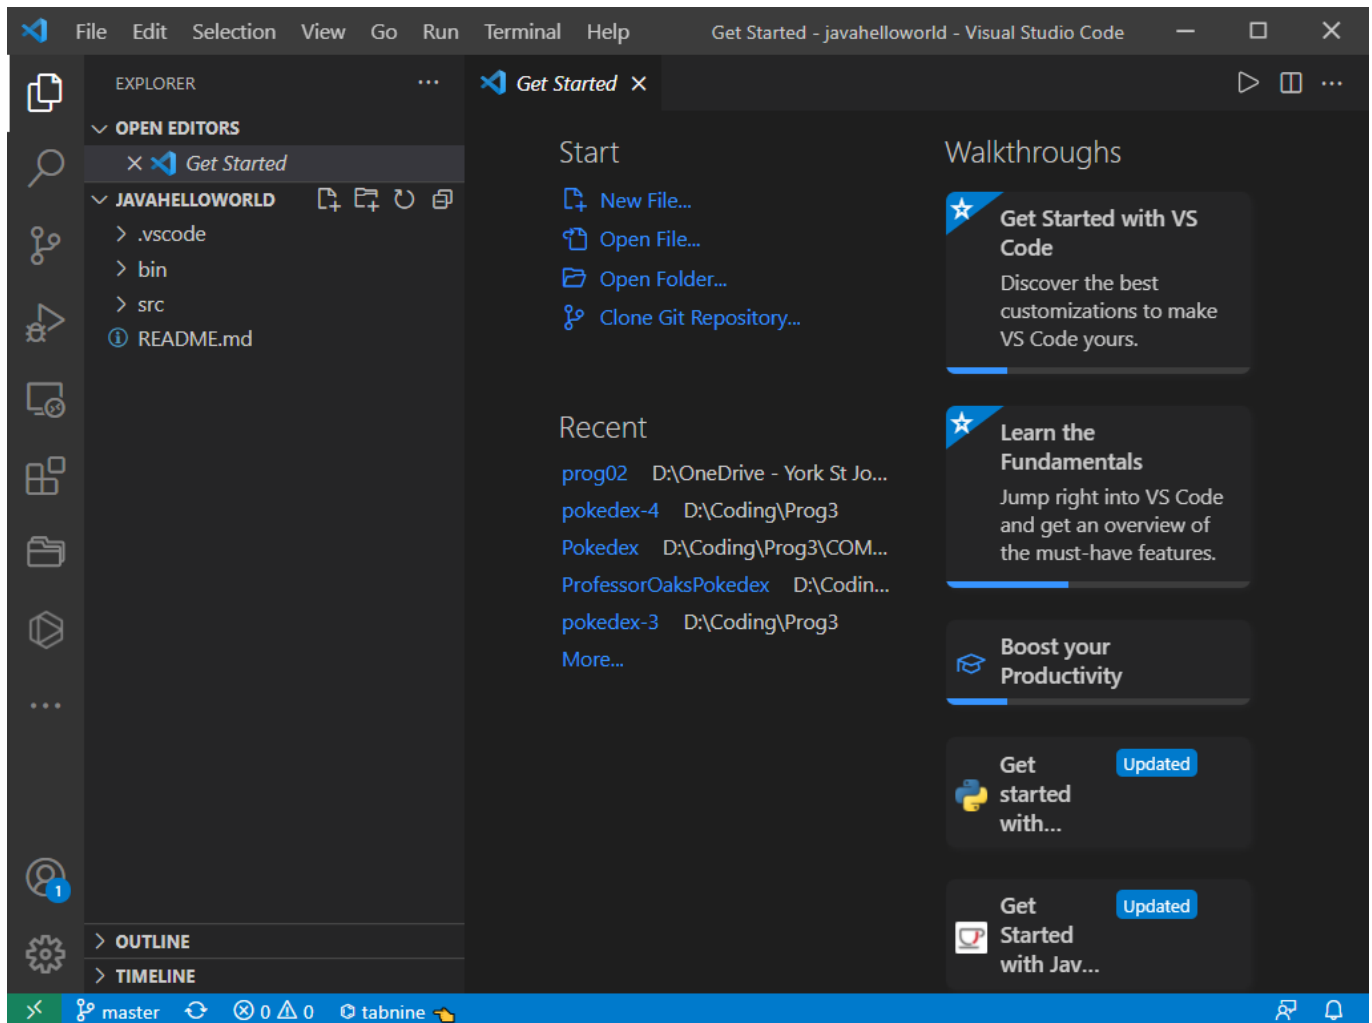 File Edit Selection View Go Run Terminal Help Get Started - javahelloworld - Visual Studio Code
EXPLORER
OPEN EDITORS
Get Started
JAVAHELLOWORLD
.vscode
bin
src
README.md
OUTLINE
TIMELINE
Get Started
Start
New File...
Open File...
Open Folder...
Clone Git Repository...
Recent
prog02 D:\OneDrive - York St Jo...
pokedex-4 D:\Coding\Prog3
Pokedex D:\Coding\Prog3\COM...
ProfessorOaksPokedex D:\Codin...
pokedex-3 D:\Coding\Prog3
More...
Walkthroughs
Get Started with VS
Code
Discover the best
customizations to make
VS Code yours.
Learn the
Fundamentals
Jump right into VS Code
and get an overview of
the must-have features.
Boost your
Productivity
Get Updated
started
with...
Get Updated
Started
with Jav...
1
master 0 0 tabnine